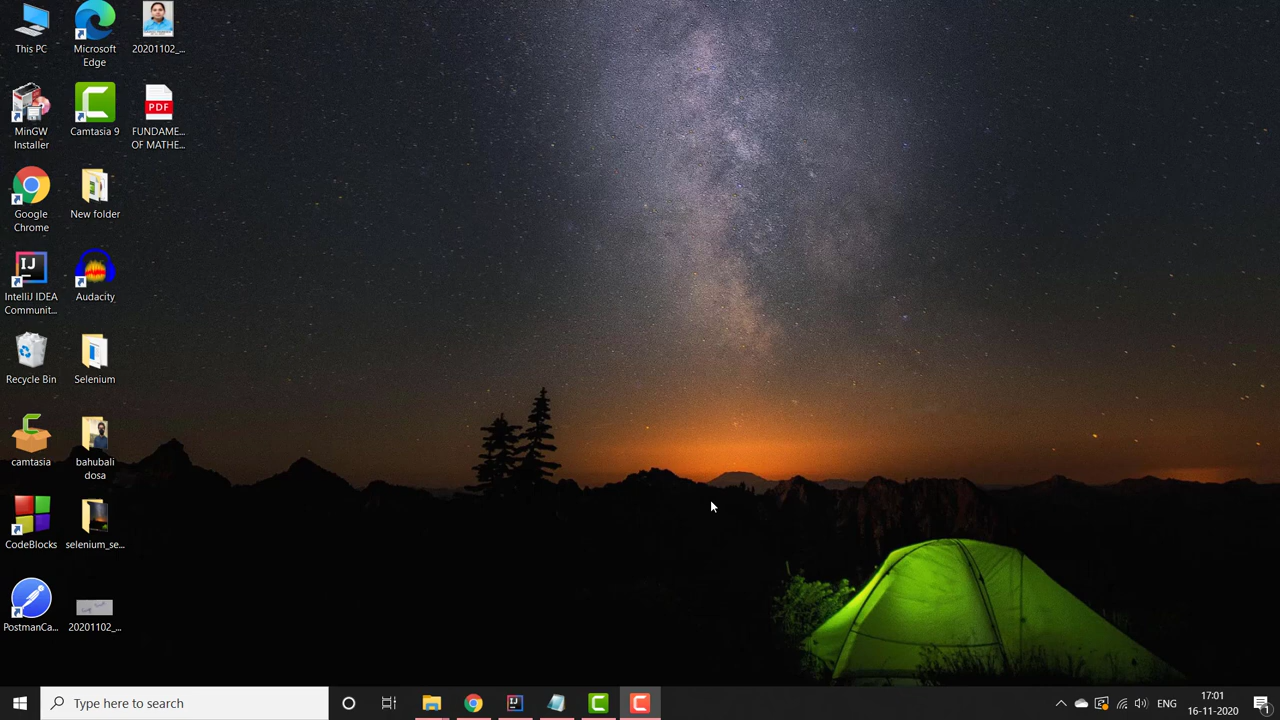 This PC
Microsoft
Edge
20201102_...
MinGW
Installer
Camtasia 9
PDF
FUNDAME...
OF MATHE...
Google
Chrome
New folder
IJ
IntelliJ IDEA
Communit...
Audacity
Recycle Bin
Selenium
camtasia
bahubali
dosa
CodeBlocks
selenium_se...
PostmanCa...
20201102_...
Type here to search
ENG
17:01
16-11-2020
1